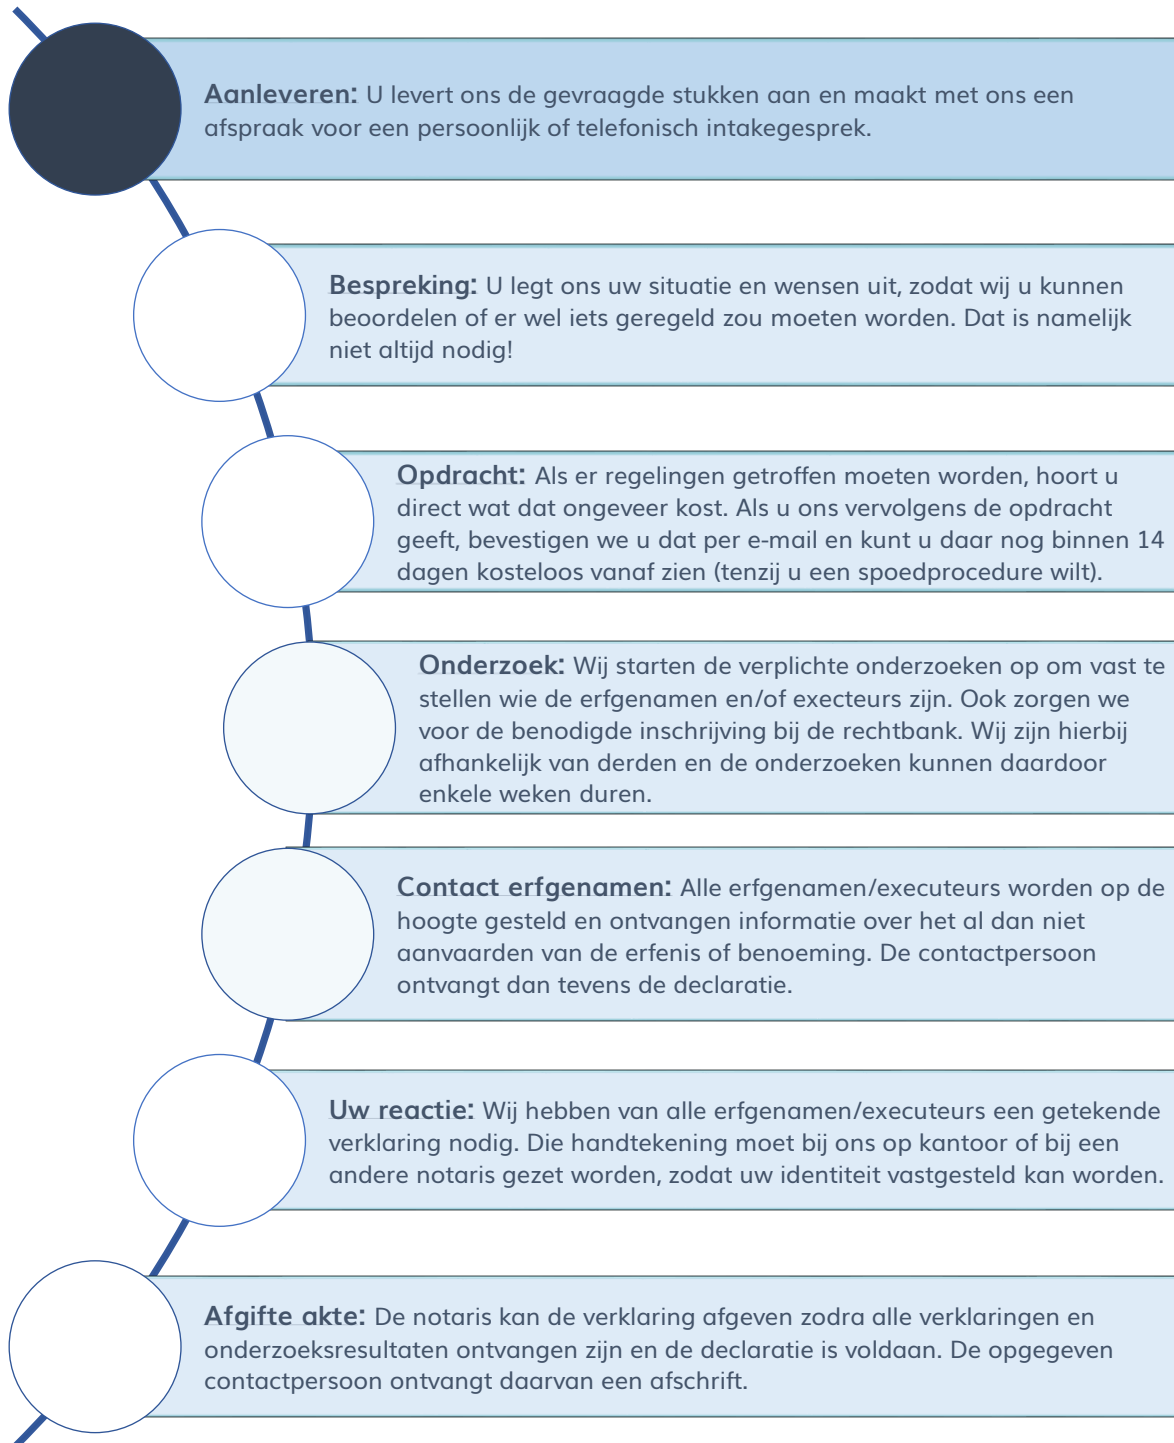 Aanleveren: U levert ons de gevraagde stukken aan en maakt met ons een
afspraak voor een persoonlijk of telefonisch intakegesprek.
Bespreking: U legt ons uw situatie en wensen uit, zodat wij u kunnen
beoordelen of er wel iets geregeld zou moeten worden. Dat is namelijk
niet altijd nodig!
Opdracht: Als er regelingen getroffen moeten worden, hoort u
direct wat dat ongeveer kost. Als u ons vervolgens de opdracht
geeft, bevestigen we u dat per e-mail en kunt u daar nog binnen 14
dagen kosteloos vanaf zien (tenzij u een spoedprocedure wilt).
Onderzoek: Wij starten de verplichte onderzoeken op om vast te
stellen wie de erfgenamen en/of execteurs zijn. Ook zorgen we
voor de benodigde inschrijving bij de rechtbank. Wij zijn hierbij
afhankelijk van derden en de onderzoeken kunnen daardoor
enkele weken duren.
Contact erfgenamen: Alle erfgenamen/executeurs worden op de
hoogte gesteld en ontvangen informatie over het al dan niet
aanvaarden van de erfenis of benoeming. De contactpersoon
ontvangt dan tevens de declaratie.
Uw reactie: Wij hebben van alle erfgenamen/executeurs een getekende
verklaring nodig. Die handtekening moet bij ons op kantoor of bij een
andere notaris gezet worden, zodat uw identiteit vastgesteld kan worden.
Afgifte akte: De notaris kan de verklaring afgeven zodra alle verklaringen en
onderzoeksresultaten ontvangen zijn en de declaratie is voldaan. De opgegeven
contactpersoon ontvangt daarvan een afschrift.